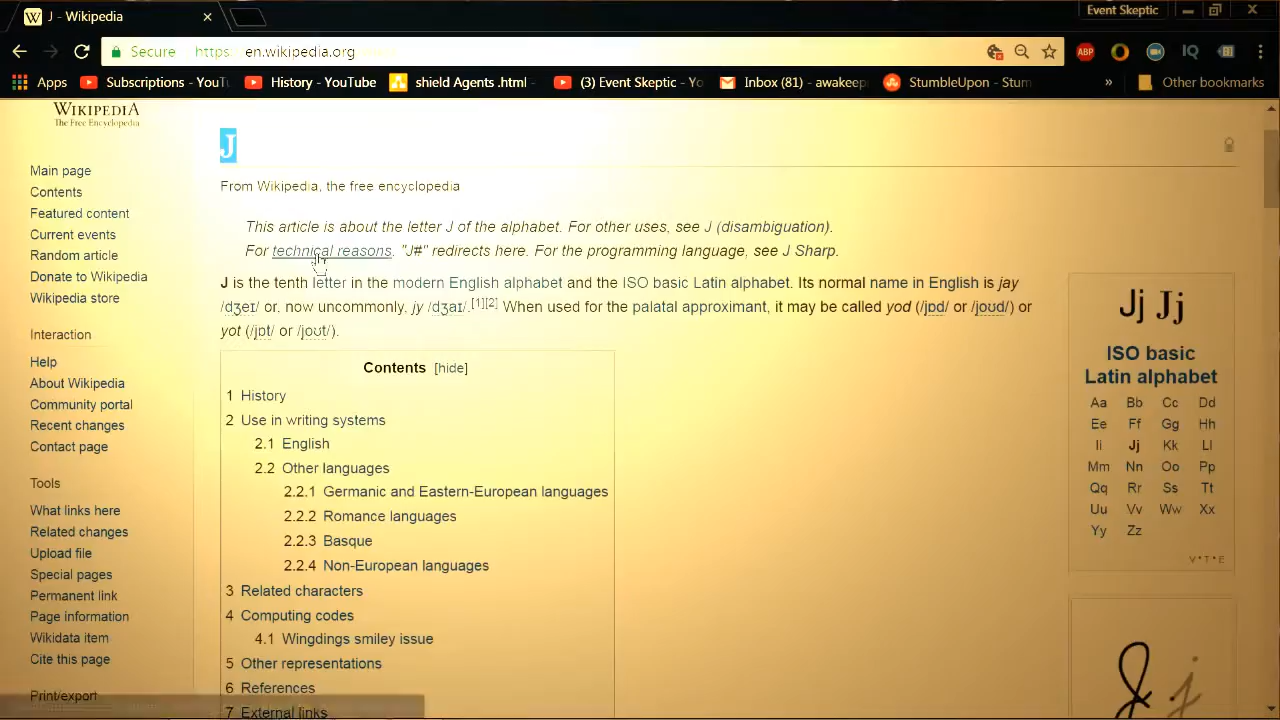 J - Wikipedia
Event Skeptic
Secure https: en.wikipedia.org
ABP
IQ
Apps Subscriptions - YouT History - YouTube shield Agents .html - (3) Event Skeptic - Yo Inbox (81) - awakeep StumbleUpon - Stum » Other bookmarks
WIKIPEDIA
The Free Encyclopedia
Main page
Contents
Featured content
Current events
Random article
Donate to Wikipedia
Wikipedia store
Interaction
Help
About Wikipedia
Community portal
Recent changes
Contact page
Tools
What links here
Related changes
Upload file
Special pages
Permanent link
Page information
Wikidata item
Cite this page
Print/export
J
From Wikipedia, the free encyclopedia
This article is about the letter J of the alphabet. For other uses, see J (disambiguation).
For technical reasons. "J#" redirects here. For the programming language, see J Sharp.
J is the tenth letter in the modern English alphabet and the ISO basic Latin alphabet. Its normal name in English is jay
/dʒeɪ/ or, now uncommonly, jy /dʒaɪ/.[1][2] When used for the palatal approximant, it may be called yod (/jɒd/ or /joʊd/) or
yot (/jɒt/ or /joʊt/).
Contents [hide]
1 History
2 Use in writing systems
2.1 English
2.2 Other languages
2.2.1 Germanic and Eastern-European languages
2.2.2 Romance languages
2.2.3 Basque
2.2.4 Non-European languages
3 Related characters
4 Computing codes
4.1 Wingdings smiley issue
5 Other representations
6 References
7 External links
Jj Jj
ISO basic
Latin alphabet
Aa Bb Cc Dd
Ee Ff Gg Hh
Ii Jj Kk Ll
Mm Nn Oo Pp
Qq Rr Ss Tt
Uu Vv Ww Xx
Yy Zz
V•T•E
J j